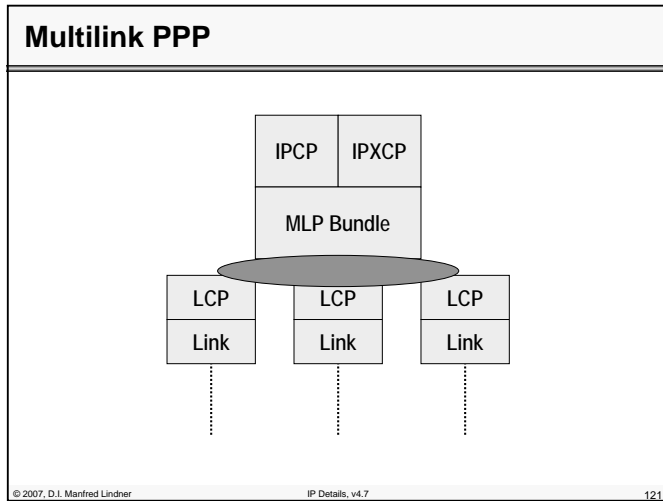 Multilink PPP
IPCP IPXCP
MLP Bundle
LCP LCP LCP
Link Link Link
© 2007, D.I. Manfred Lindner IP Details, v4.7 121